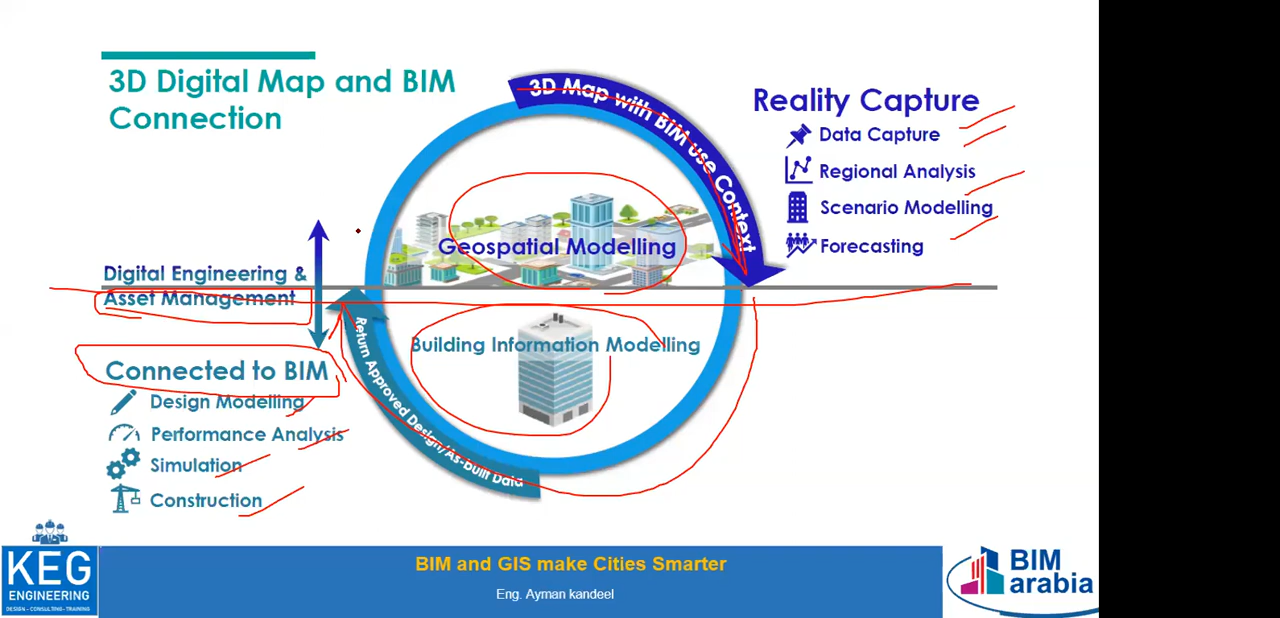 3D Digital Map and BIM
Connection
3D Map with BIM use Context
Reality Capture
Data Capture
Regional Analysis
Scenario Modelling
Forecasting
Geospatial Modelling
Digital Engineering &
Asset Management
Building Information Modelling
Return Approved Design/As-built Data
Connected to BIM
Design Modelling
Performance Analysis
Simulation
Construction
KEG
ENGINEERING
DESIGN - CONSULTING - TRAINING
BIM and GIS make Cities Smarter
Eng. Ayman kandeel
BIM
arabia